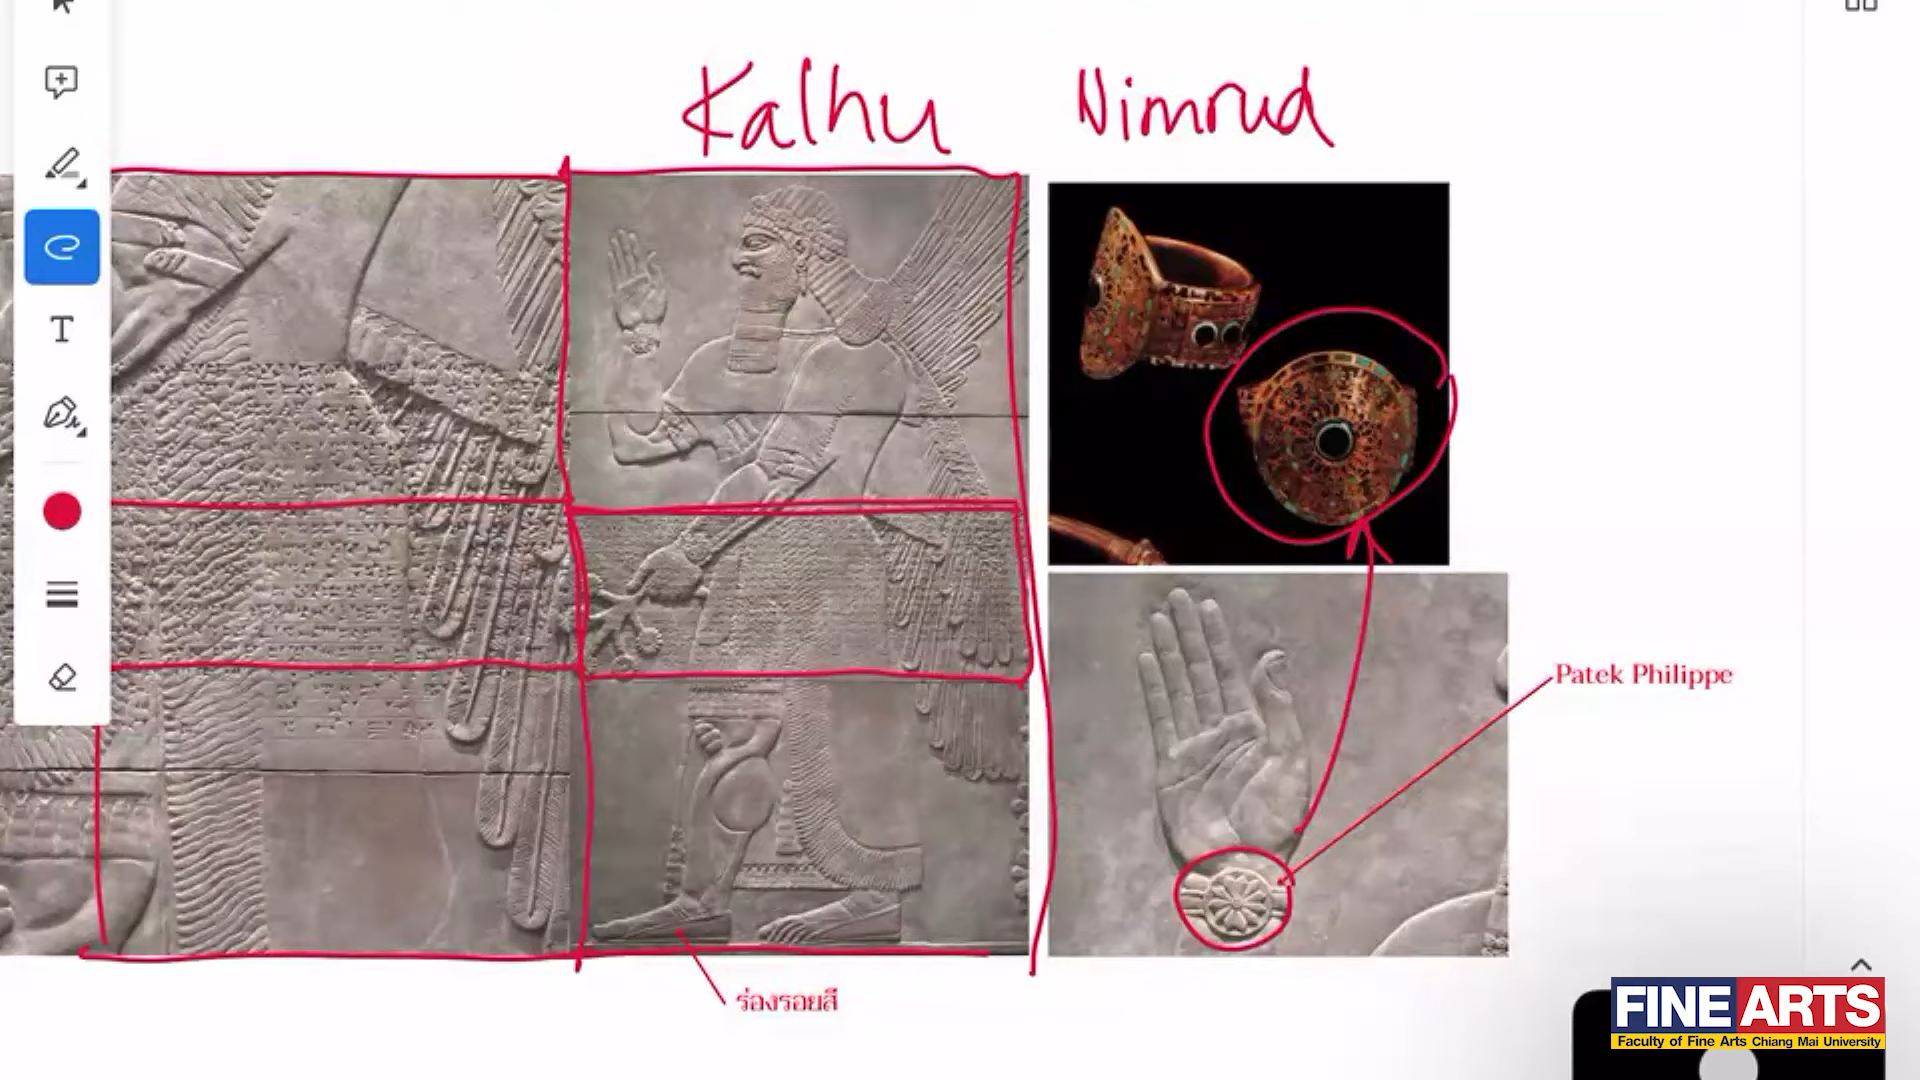 Kalhu Nimrud
Patek Philippe
ร่องรอยสี
FINE ARTS
Faculty of Fine Arts Chiang Mai University